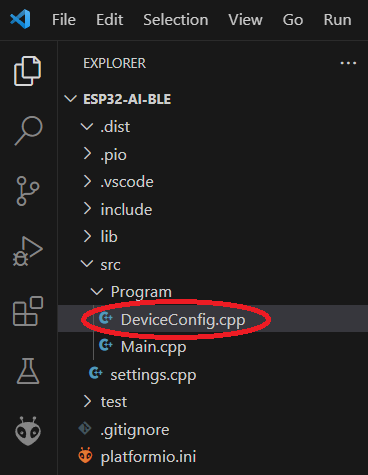 File Edit Selection View Go Run
EXPLORER
ESP32-AI-BLE
.dist
.pio
.vscode
include
lib
src
Program
DeviceConfig.cpp
Main.cpp
settings.cpp
test
.gitignore
platformio.ini